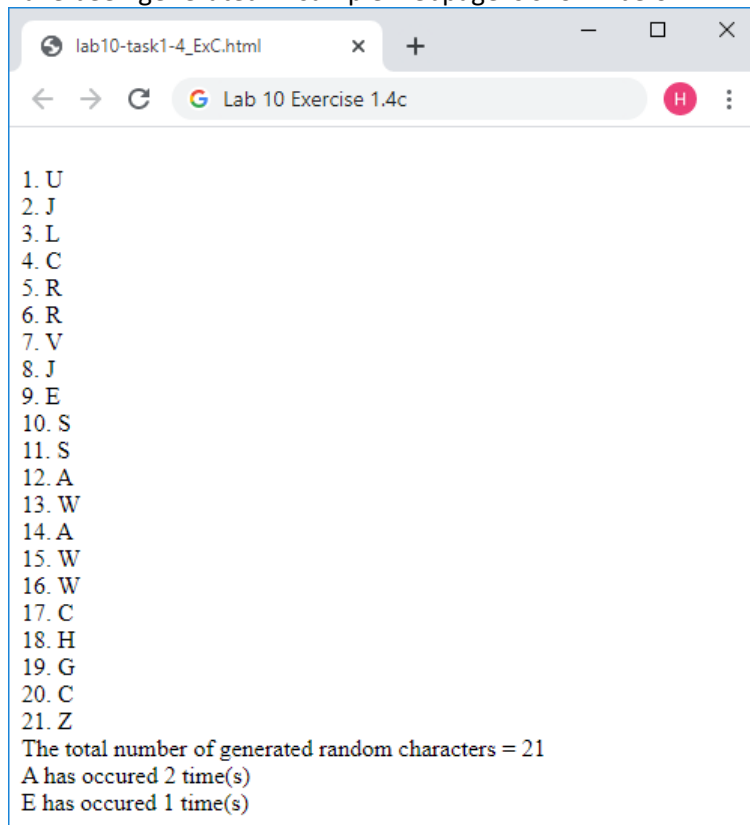 lab10-task1-4_ExC.html
G Lab 10 Exercise 1.4c
H
1. U
2. J
3. L
4. C
5. R
6. R
7. V
8. J
9. E
10. S
11. S
12. A
13. W
14. A
15. W
16. W
17. C
18. H
19. G
20. C
21. Z
The total number of generated random characters = 21
A has occured 2 time(s)
E has occured 1 time(s)